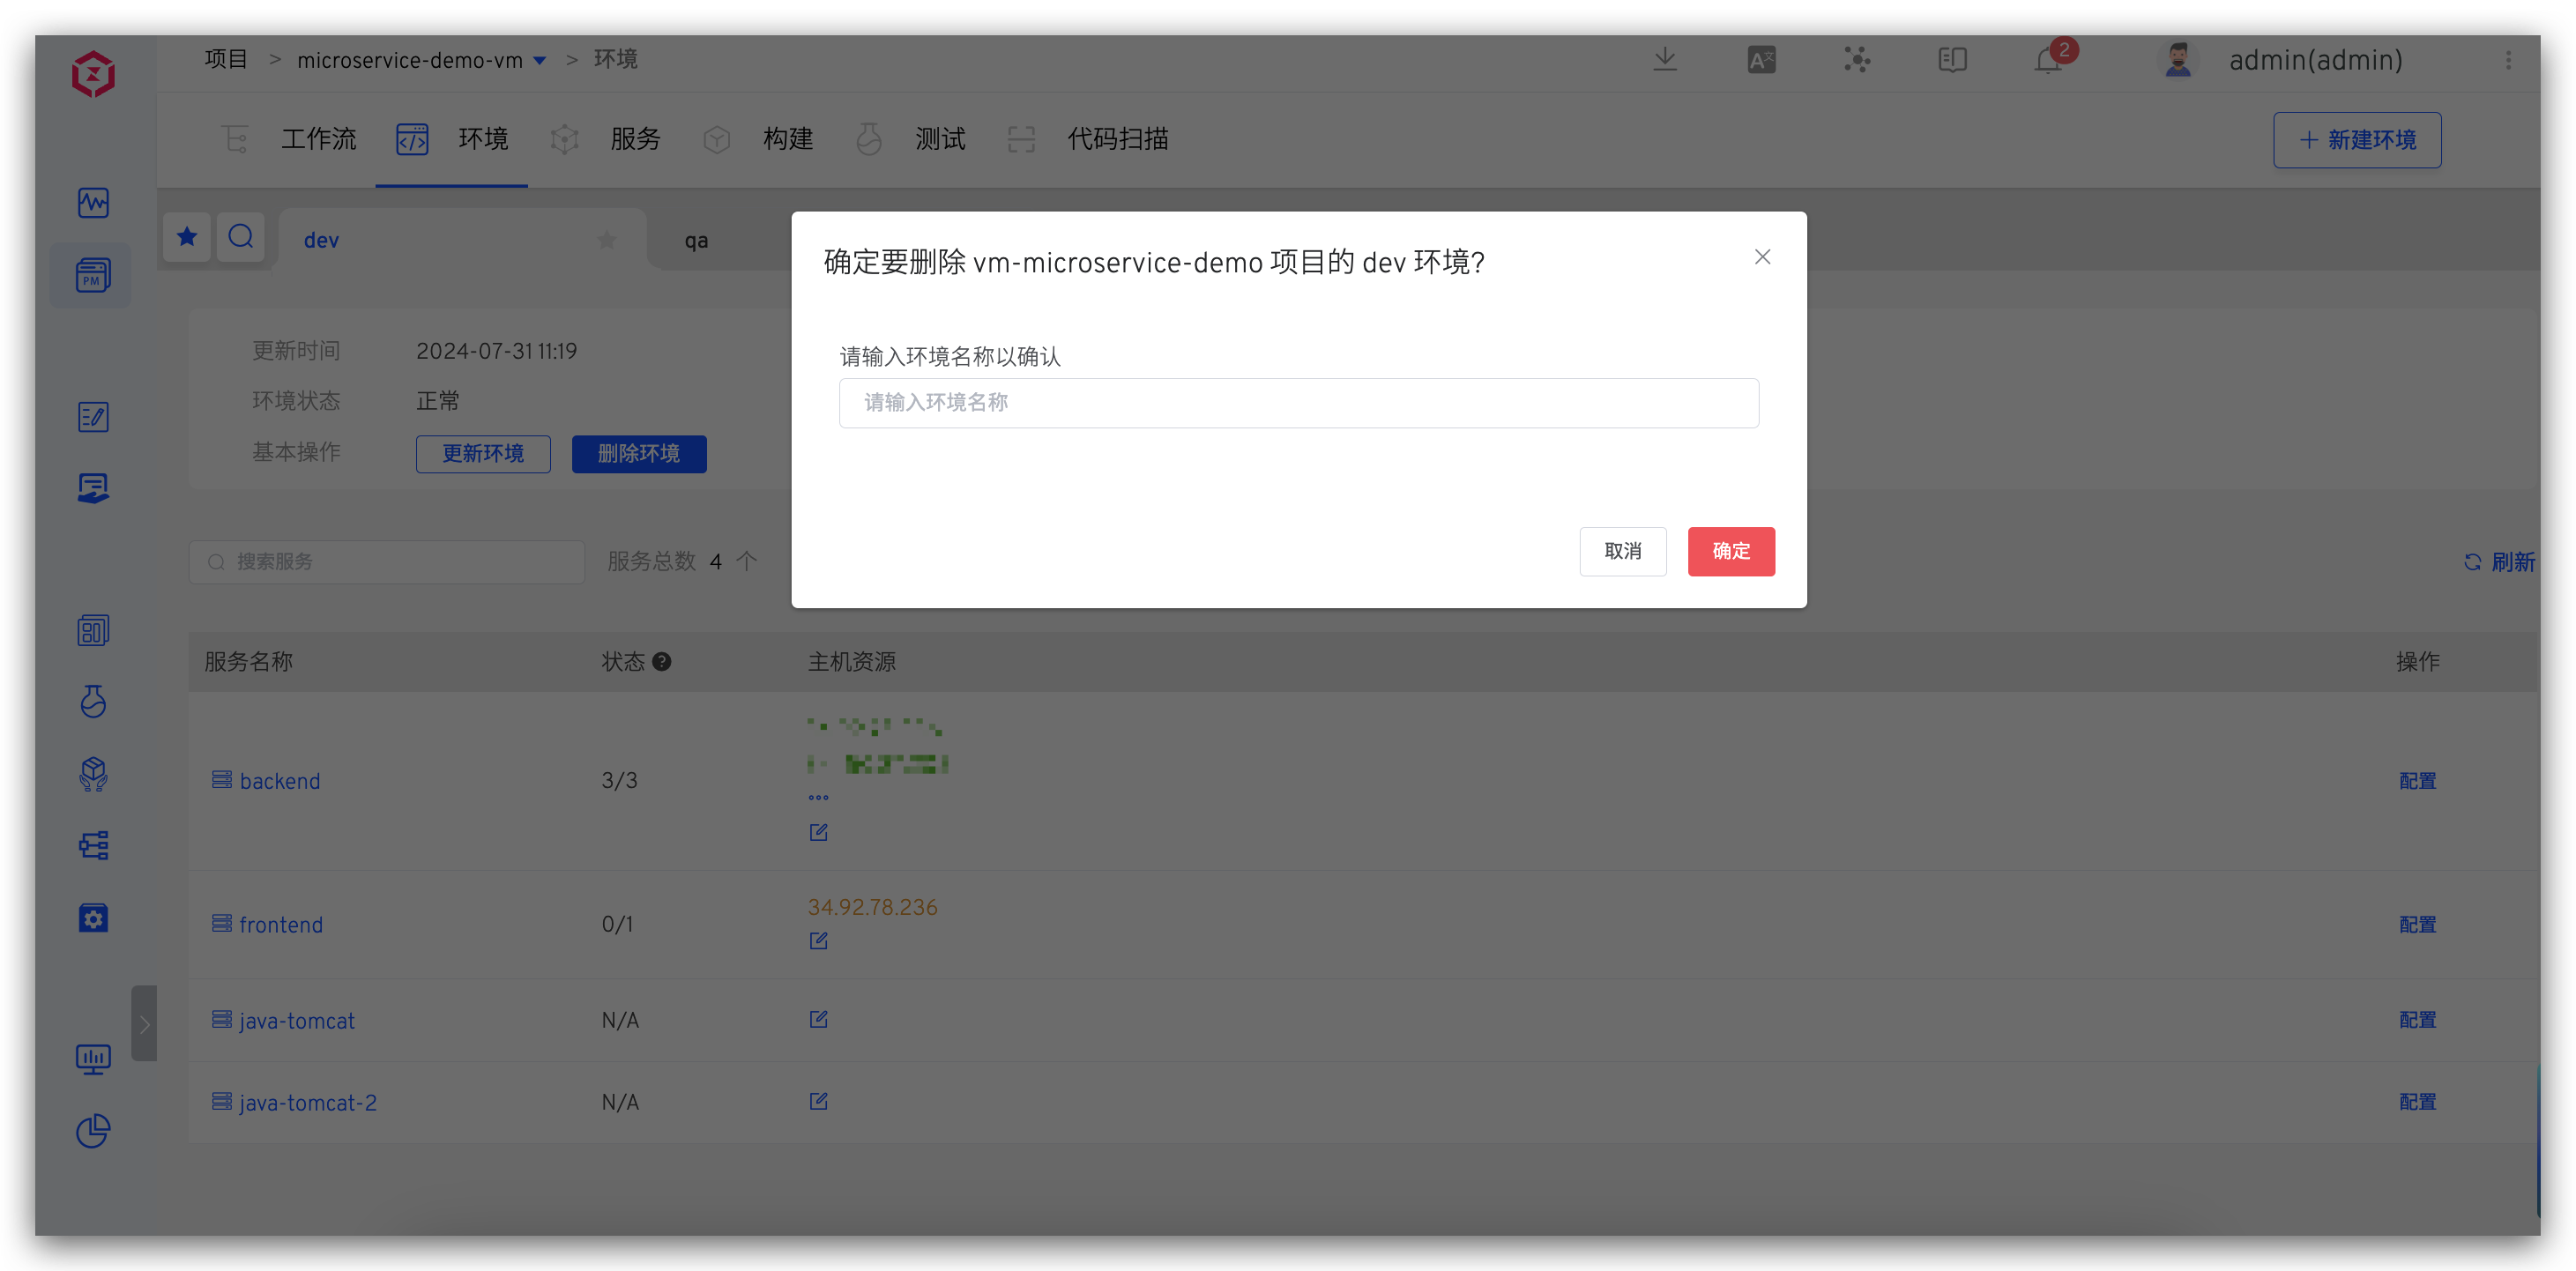 项目 > microservice-demo-vm > 环境
2
admin(admin)
工作流 环境 服务 构建 测试 代码扫描
+ 新建环境
dev
qa
PM
确定要删除 vm-microservice-demo 项目的 dev 环境?
请输入环境名称以确认
请输入环境名称
取消 确定
更新时间 2024-07-31 11:19
环境状态 正常
基本操作 更新环境 删除环境
搜索服务 服务总数 4 个 刷新
服务名称 状态 ? 主机资源 操作
backend 3/3 配置
frontend 0/1 34.92.78.236 配置
java-tomcat N/A 配置
java-tomcat-2 N/A 配置